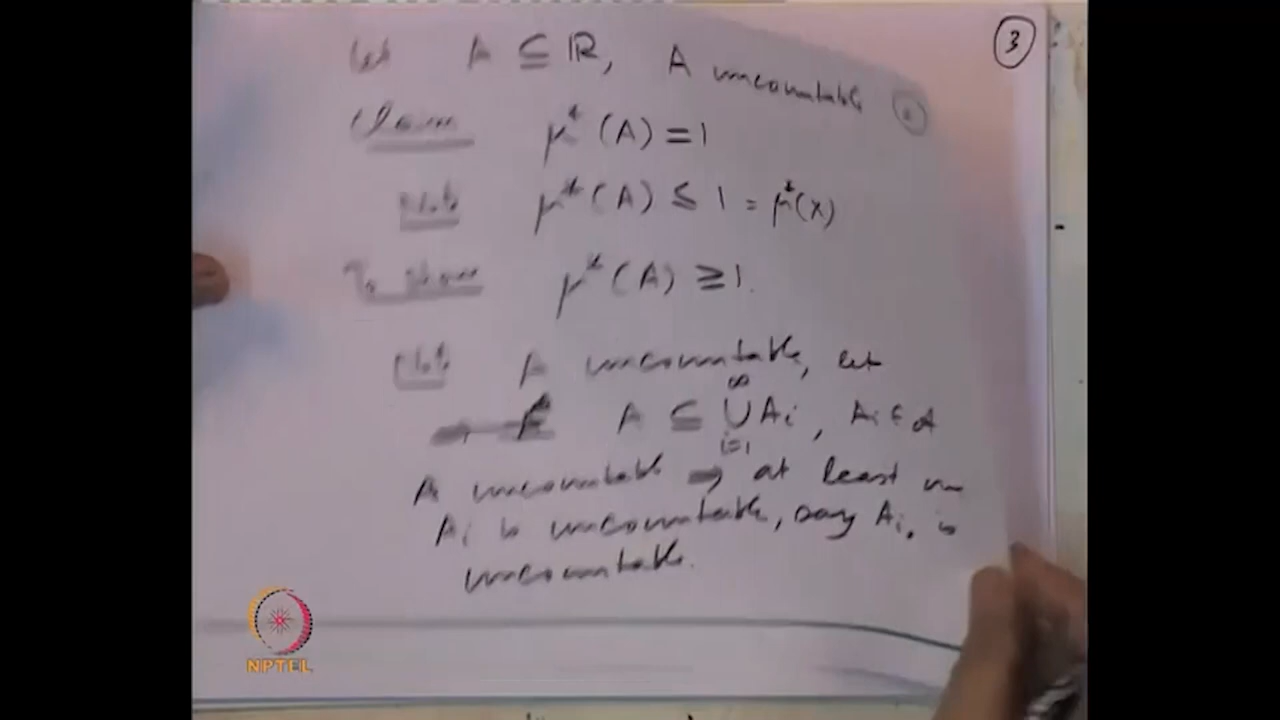 3
Let A ⊆ ℝ, A uncountable
Claim μ*(A) = 1
Note μ*(A) ≤ 1 = μ*(X)
To show μ*(A) ≥ 1.
Note A uncountable, let
A ⊆ ⋃_{i=1}^{∞} A_i, A_i ∈ 𝒜
A uncountable ⇒ at least one
A_i is uncountable, say A_{i_0} is
uncountable.
NPTEL